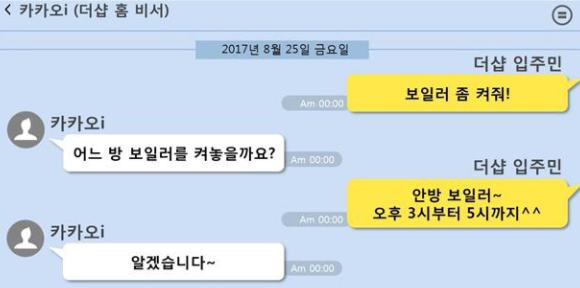 < 카카오i (더샵 홈 비서)
2017년 8월 25일 금요일
더샵 입주민
보일러 좀 켜줘!
Am 00:00
카카오i
어느 방 보일러를 켜놓을까요?
Am 00:00
더샵 입주민
안방 보일러~
오후 3시부터 5시까지^^
Am 00:00
카카오i
알겠습니다~
Am 00:00